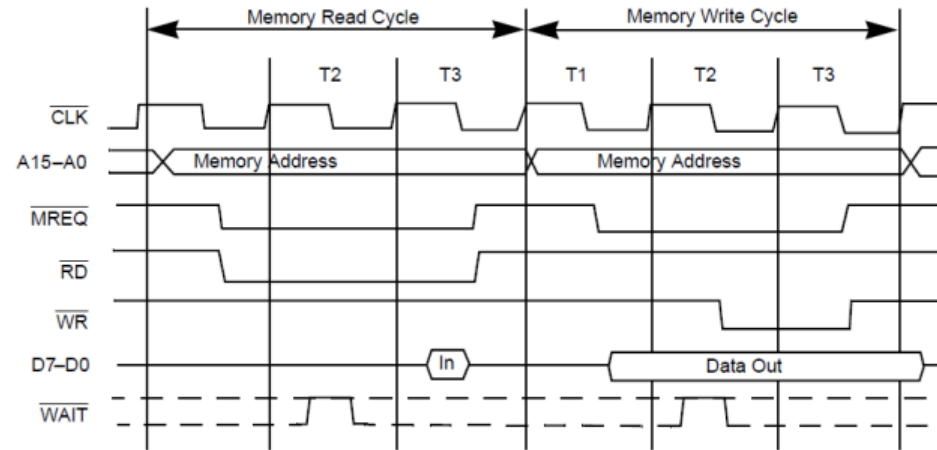 Memory Read Cycle Memory Write Cycle
T2 T3 T1 T2 T3
CLK
A15–A0 Memory Address Memory Address
MREQ
RD
WR
D7–D0 In Data Out
WAIT